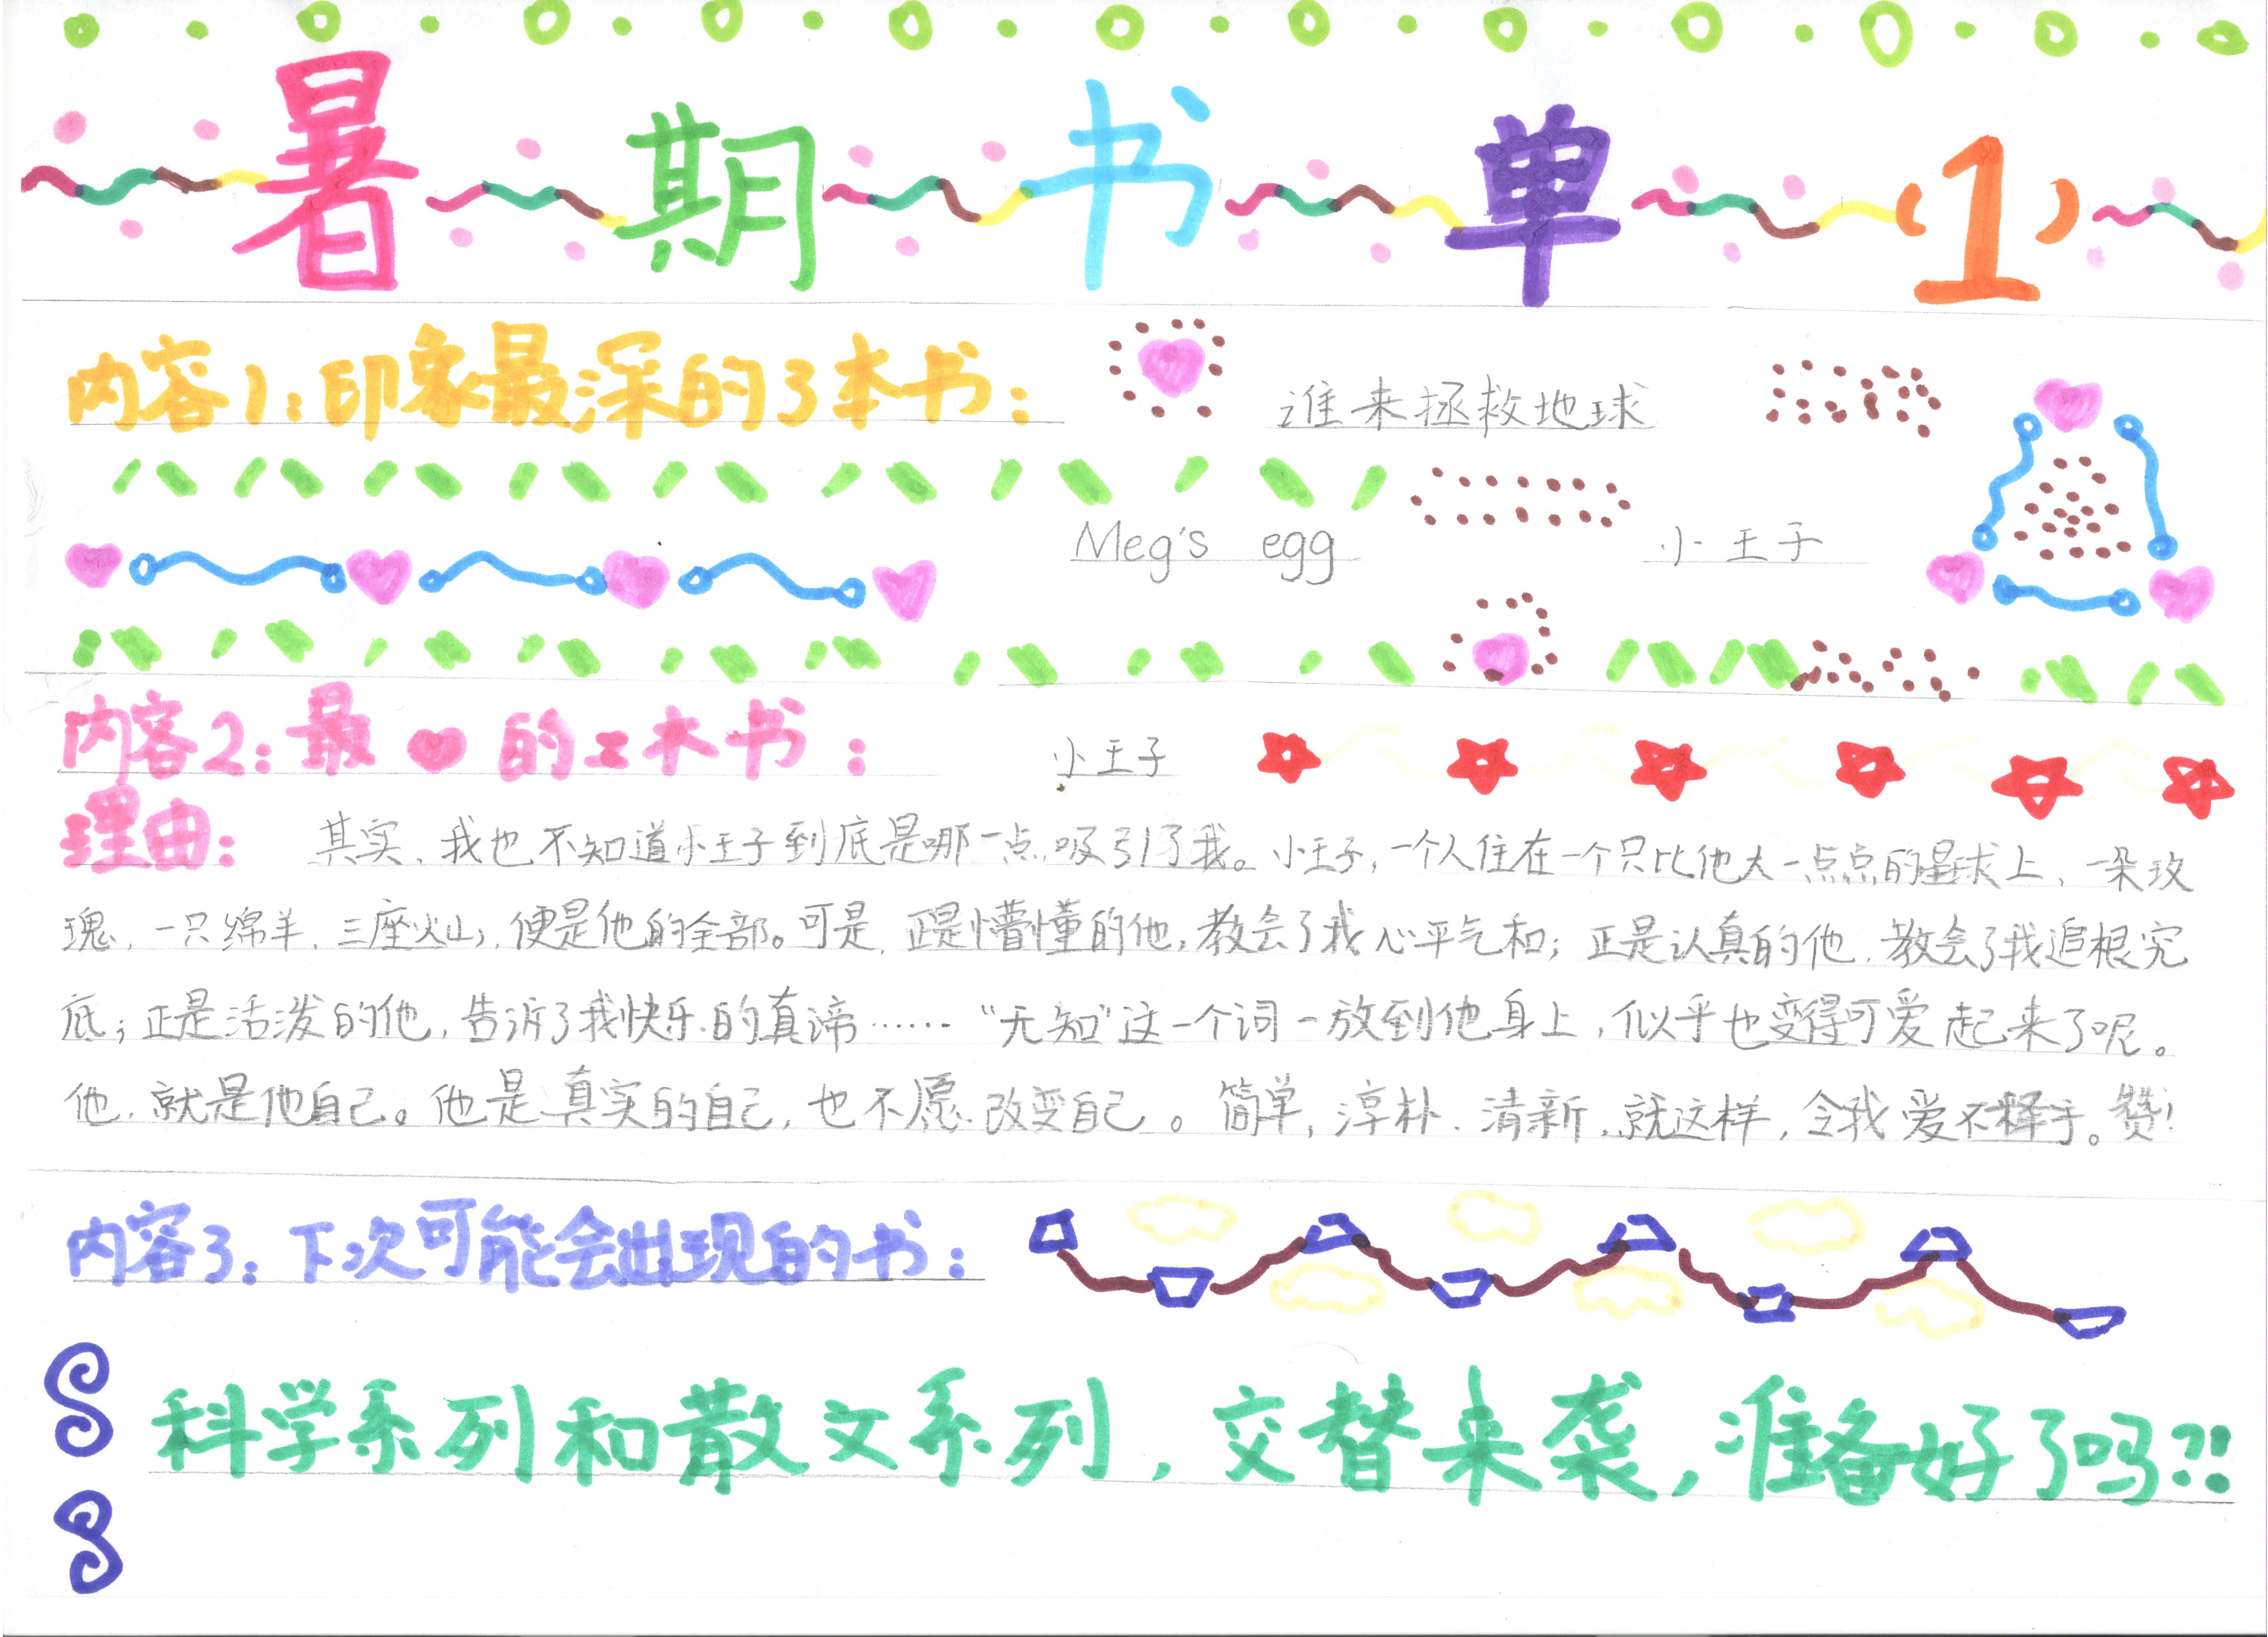 暑期书单(1)
内容1:印象最深的3本书:
谁来拯救地球
Meg's egg
小王子
内容2:最♥的工本书:
小王子
理由:
其实,我也不知道小王子到底是哪一点吸引了我。小王子,一个人住在一个只比他大一点点的星球上,一朵玫
瑰,一只绵羊,三座火山,便是他的全部。可是,正是懵懂的他,教会了我心平气和;正是认真的他,教会了我追根究
底;正是活泼的他,告诉了我快乐的真谛……“无知”这一个词一放到他身上,似乎也变得可爱起来了呢。
他,就是他自己。他是真实的自己,也不愿改变自己。简单,淳朴,清新,就这样,令我爱不释手。赞!
内容3:下次可能会出现的书:
科学系列和散文系列,交替来袭,准备好了吗?!!